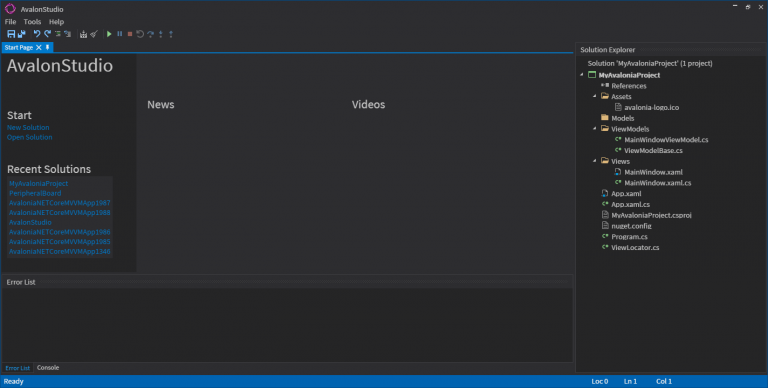 AvalonStudio
File Tools Help
Start Page
AvalonStudio
Start
New Solution
Open Solution
Recent Solutions
MyAvaloniaProject
PeripheralBoard
AvaloniaNETCoreMVVMApp1987
AvaloniaNETCoreMVVMApp1988
AvalonStudio
AvaloniaNETCoreMVVMApp1986
AvaloniaNETCoreMVVMApp1985
AvaloniaNETCoreMVVMApp1346
News
Videos
Error List
Error List Console
Solution Explorer
Solution 'MyAvaloniaProject' (1 project)
MyAvaloniaProject
References
Assets
avalonia-logo.ico
Models
ViewModels
MainWindowViewModel.cs
ViewModelBase.cs
Views
MainWindow.xaml
MainWindow.xaml.cs
App.xaml
App.xaml.cs
MyAvaloniaProject.csproj
nuget.config
Program.cs
ViewLocator.cs
Ready
Loc 0 Ln 1 Col 1